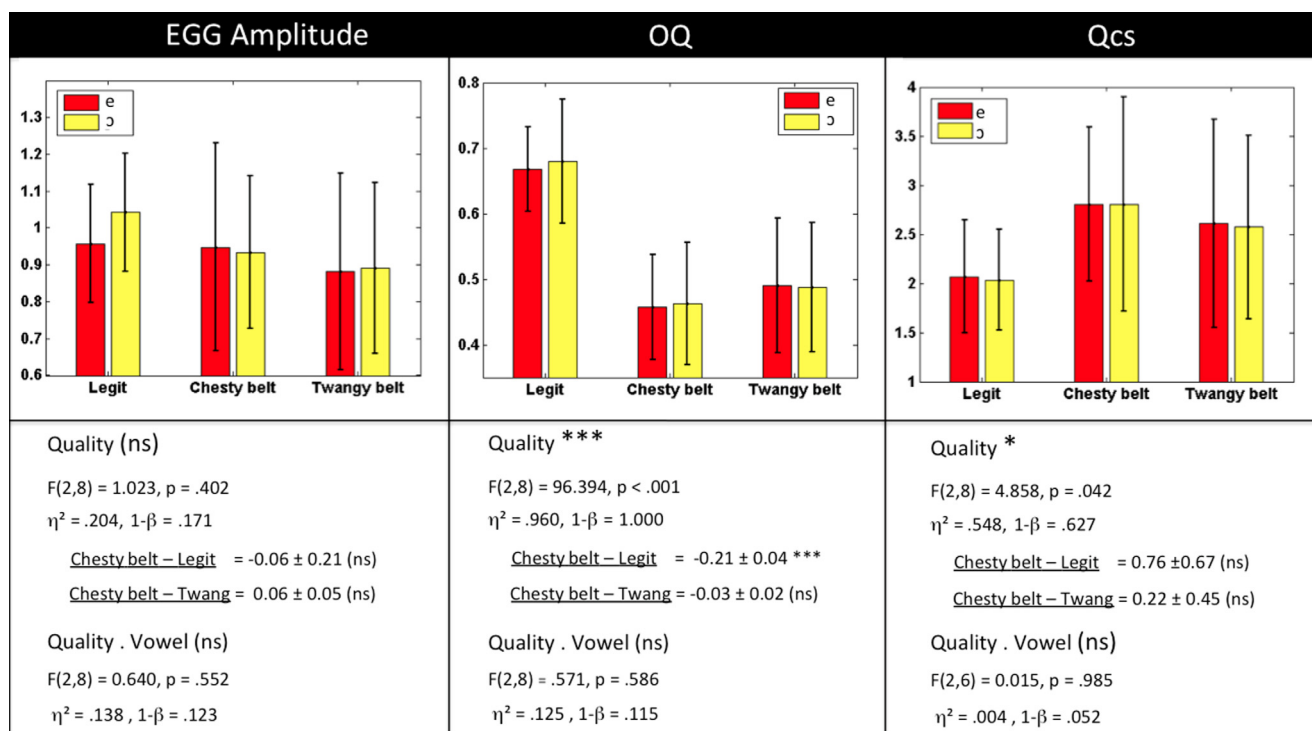 EGG Amplitude
OQ
Qcs
e
ɔ
1.3
1.2
1.1
1
0.9
0.8
0.7
0.6
Legit Chesty belt Twangy belt
e
ɔ
0.8
0.7
0.6
0.5
0.4
Legit Chesty belt Twangy belt
e
ɔ
4
3.5
3
2.5
2
1.5
1
Legit Chesty belt Twangy belt
Quality (ns)
F(2,8) = 1.023, p = .402
η² = .204, 1-β = .171
Chesty belt – Legit = -0.06 ± 0.21 (ns)
Chesty belt – Twang = 0.06 ± 0.05 (ns)
Quality . Vowel (ns)
F(2,8) = 0.640, p = .552
η² = .138 , 1-β = .123
Quality ***
F(2,8) = 96.394, p < .001
η² = .960, 1-β = 1.000
Chesty belt – Legit = -0.21 ± 0.04 ***
Chesty belt – Twang = -0.03 ± 0.02 (ns)
Quality . Vowel (ns)
F(2,8) = .571, p = .586
η² = .125 , 1-β = .115
Quality *
F(2,8) = 4.858, p = .042
η² = .548, 1-β = .627
Chesty belt – Legit = 0.76 ±0.67 (ns)
Chesty belt – Twang = 0.22 ± 0.45 (ns)
Quality . Vowel (ns)
F(2,6) = 0.015, p = .985
η² = .004 , 1-β = .052